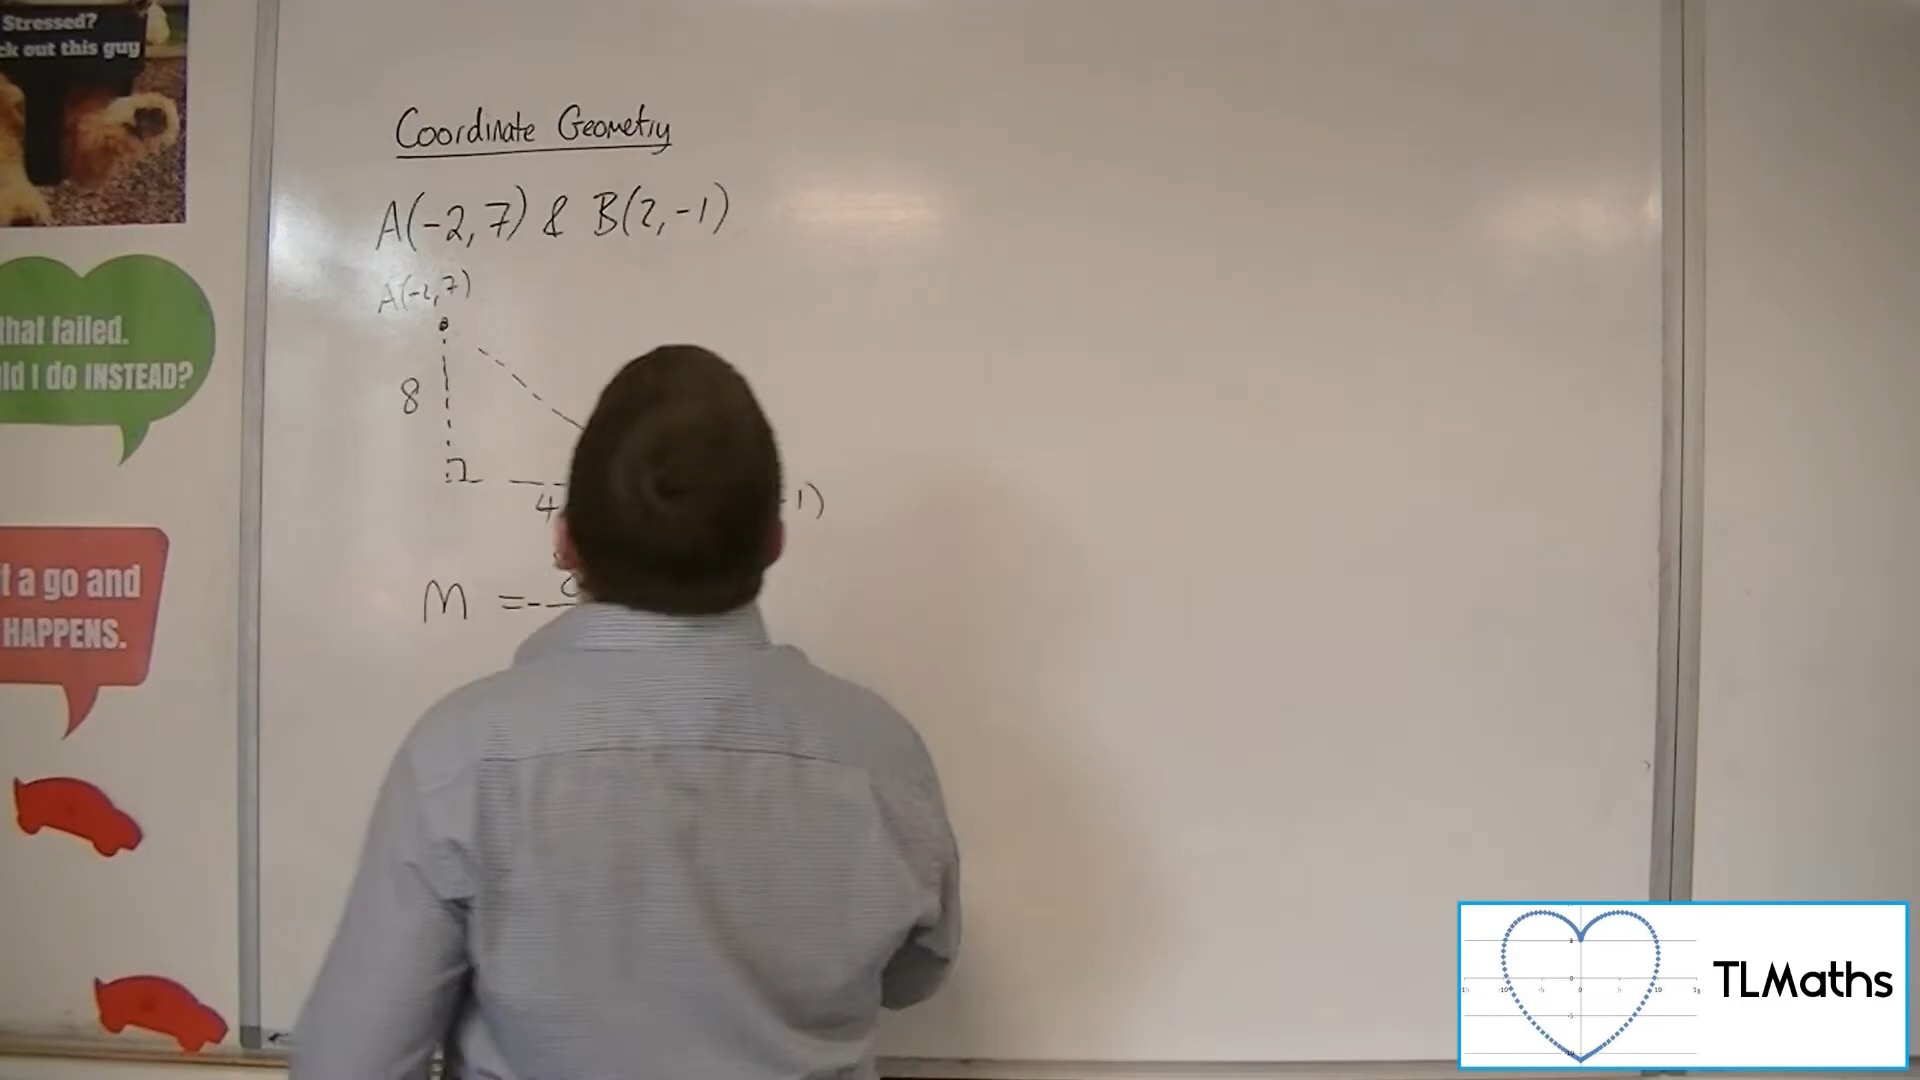 Stressed?
ck out this guy
Coordinate Geometry
A(-2,7) & B(2,-1)
A(-2,7)
that failed.
ld I do INSTEAD?
8
4
-1)
t a go and
HAPPENS.
M = -
TLMaths